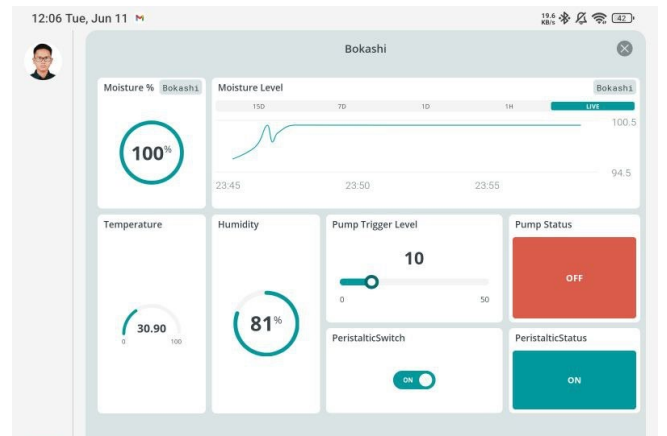 12:06 Tue, Jun 11
19.6 KB/s
42
Bokashi
Moisture % Bokashi
100%
Moisture Level Bokashi
15D 7D 1D 1H LIVE
100.5
94.5
23:45 23:50 23:55
Temperature
30.90
0 100
Humidity
81%
Pump Trigger Level
10
0 50
Pump Status
OFF
PeristalticSwitch
ON
PeristalticStatus
ON